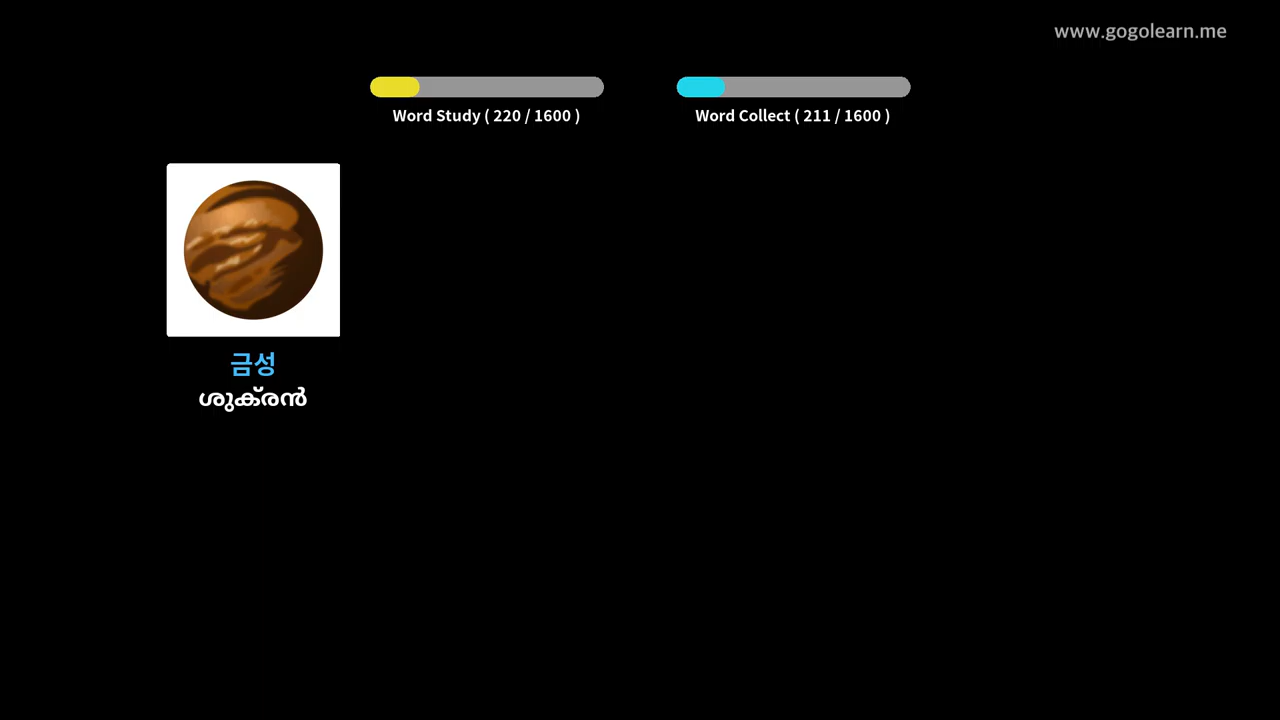 www.gogolearn.me
Word Study ( 220 / 1600 )
Word Collect ( 211 / 1600 )
금성
ശുക്രൻ